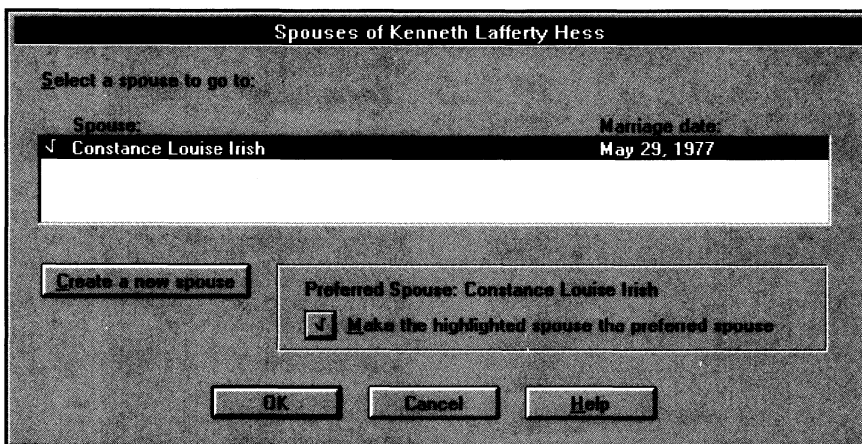 Spouses of Kenneth Lafferty Hess
Select a spouse to go to:
Spouse: Marriage date:
√ Constance Louise Irish May 29, 1977
Create a new spouse
Preferred Spouse: Constance Louise Irish
√ Make the highlighted spouse the preferred spouse
OK Cancel Help